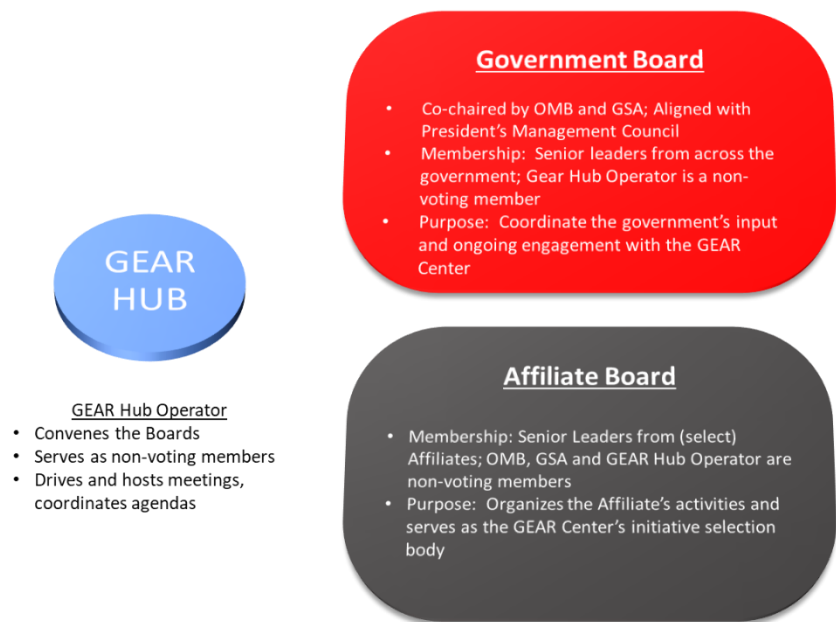 GEAR
HUB
GEAR Hub Operator
• Convenes the Boards
• Serves as non-voting members
• Drives and hosts meetings,
coordinates agendas
Government Board
• Co-chaired by OMB and GSA; Aligned with
President’s Management Council
• Membership: Senior leaders from across the
government; Gear Hub Operator is a non-
voting member
• Purpose: Coordinate the government’s input
and ongoing engagement with the GEAR
Center
Affiliate Board
• Membership: Senior Leaders from (select)
Affiliates; OMB, GSA and GEAR Hub Operator are
non-voting members
• Purpose: Organizes the Affiliate’s activities and
serves as the GEAR Center’s initiative selection
body